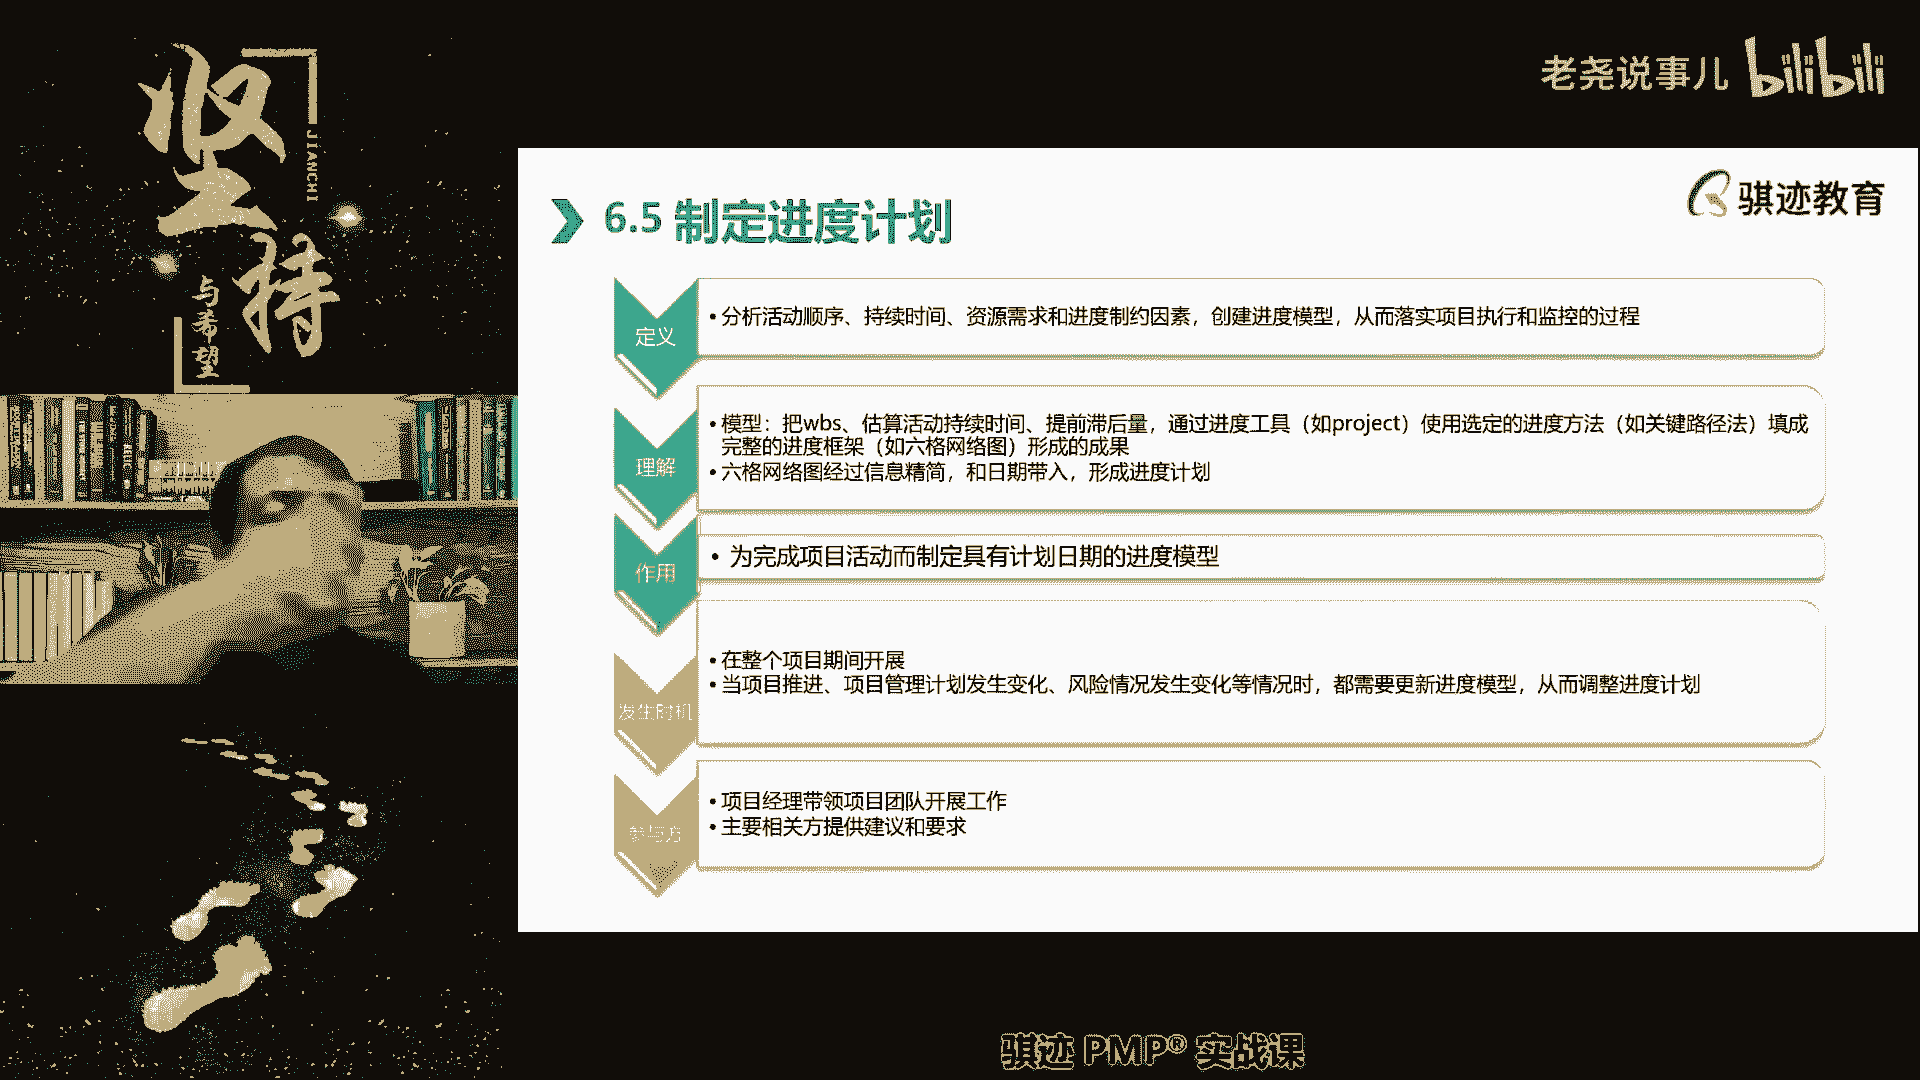 坚持
JIANCHI
与希望
老尧说事儿 bilibili
骐迹教育
6.5 制定进度计划
定义
•分析活动顺序、持续时间、资源需求和进度制约因素，创建进度模型，从而落实项目执行和监控的过程
理解
•模型：把wbs、估算活动持续时间、提前滞后量，通过进度工具（如project）使用选定的进度方法（如关键路径法）填成
完整的进度框架（如六格网络图）形成的成果
•六格网络图经过信息精简，和日期带入，形成进度计划
作用
• 为完成项目活动而制定具有计划日期的进度模型
发生时机
•在整个项目期间开展
•当项目推进、项目管理计划发生变化、风险情况发生变化等情况时，都需要更新进度模型，从而调整进度计划
参与方
•项目经理带领项目团队开展工作
•主要相关方提供建议和要求
骐迹 PMP® 实战课